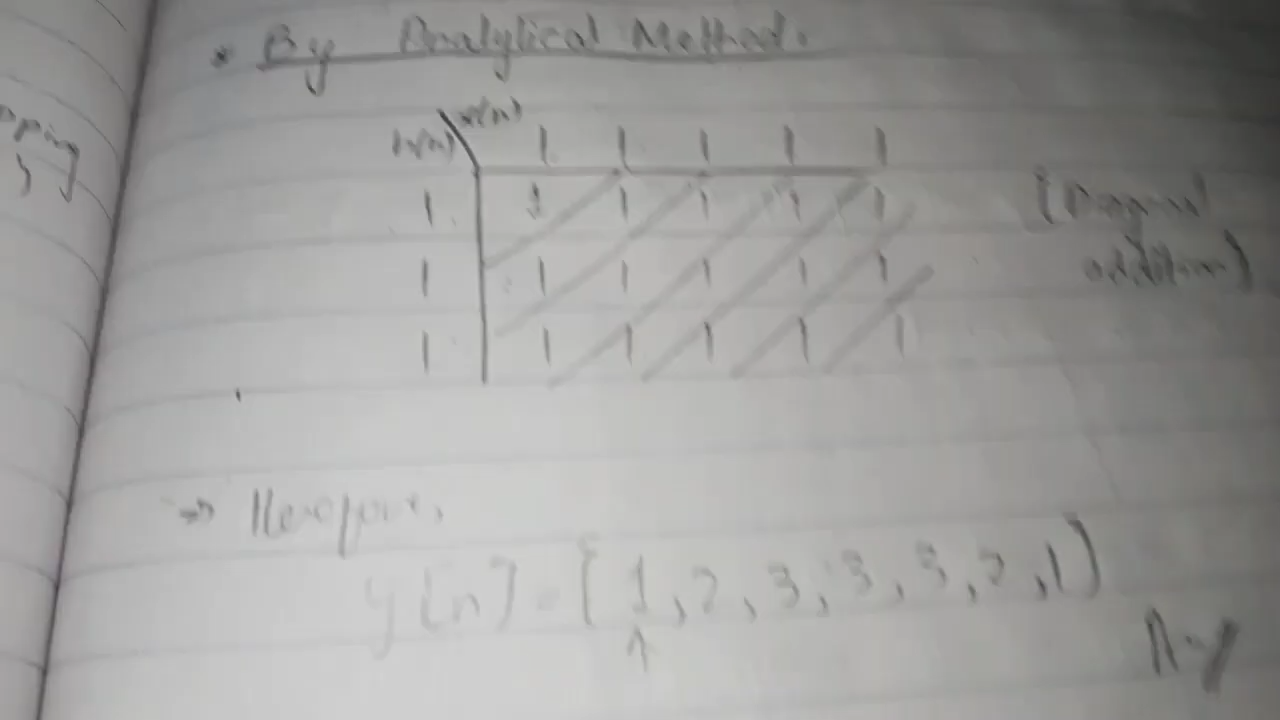 * By Analytical Method.
x(n)
h(n) 1 1 1 1 1
1 1 1 1 1 1
1 1 1 1 1 1
1 1 1 1 1 1
(Diagonal
addition)
⇒ Therefore,
y[n] = [1, 2, 3, 3, 3, 2, 1]
↑